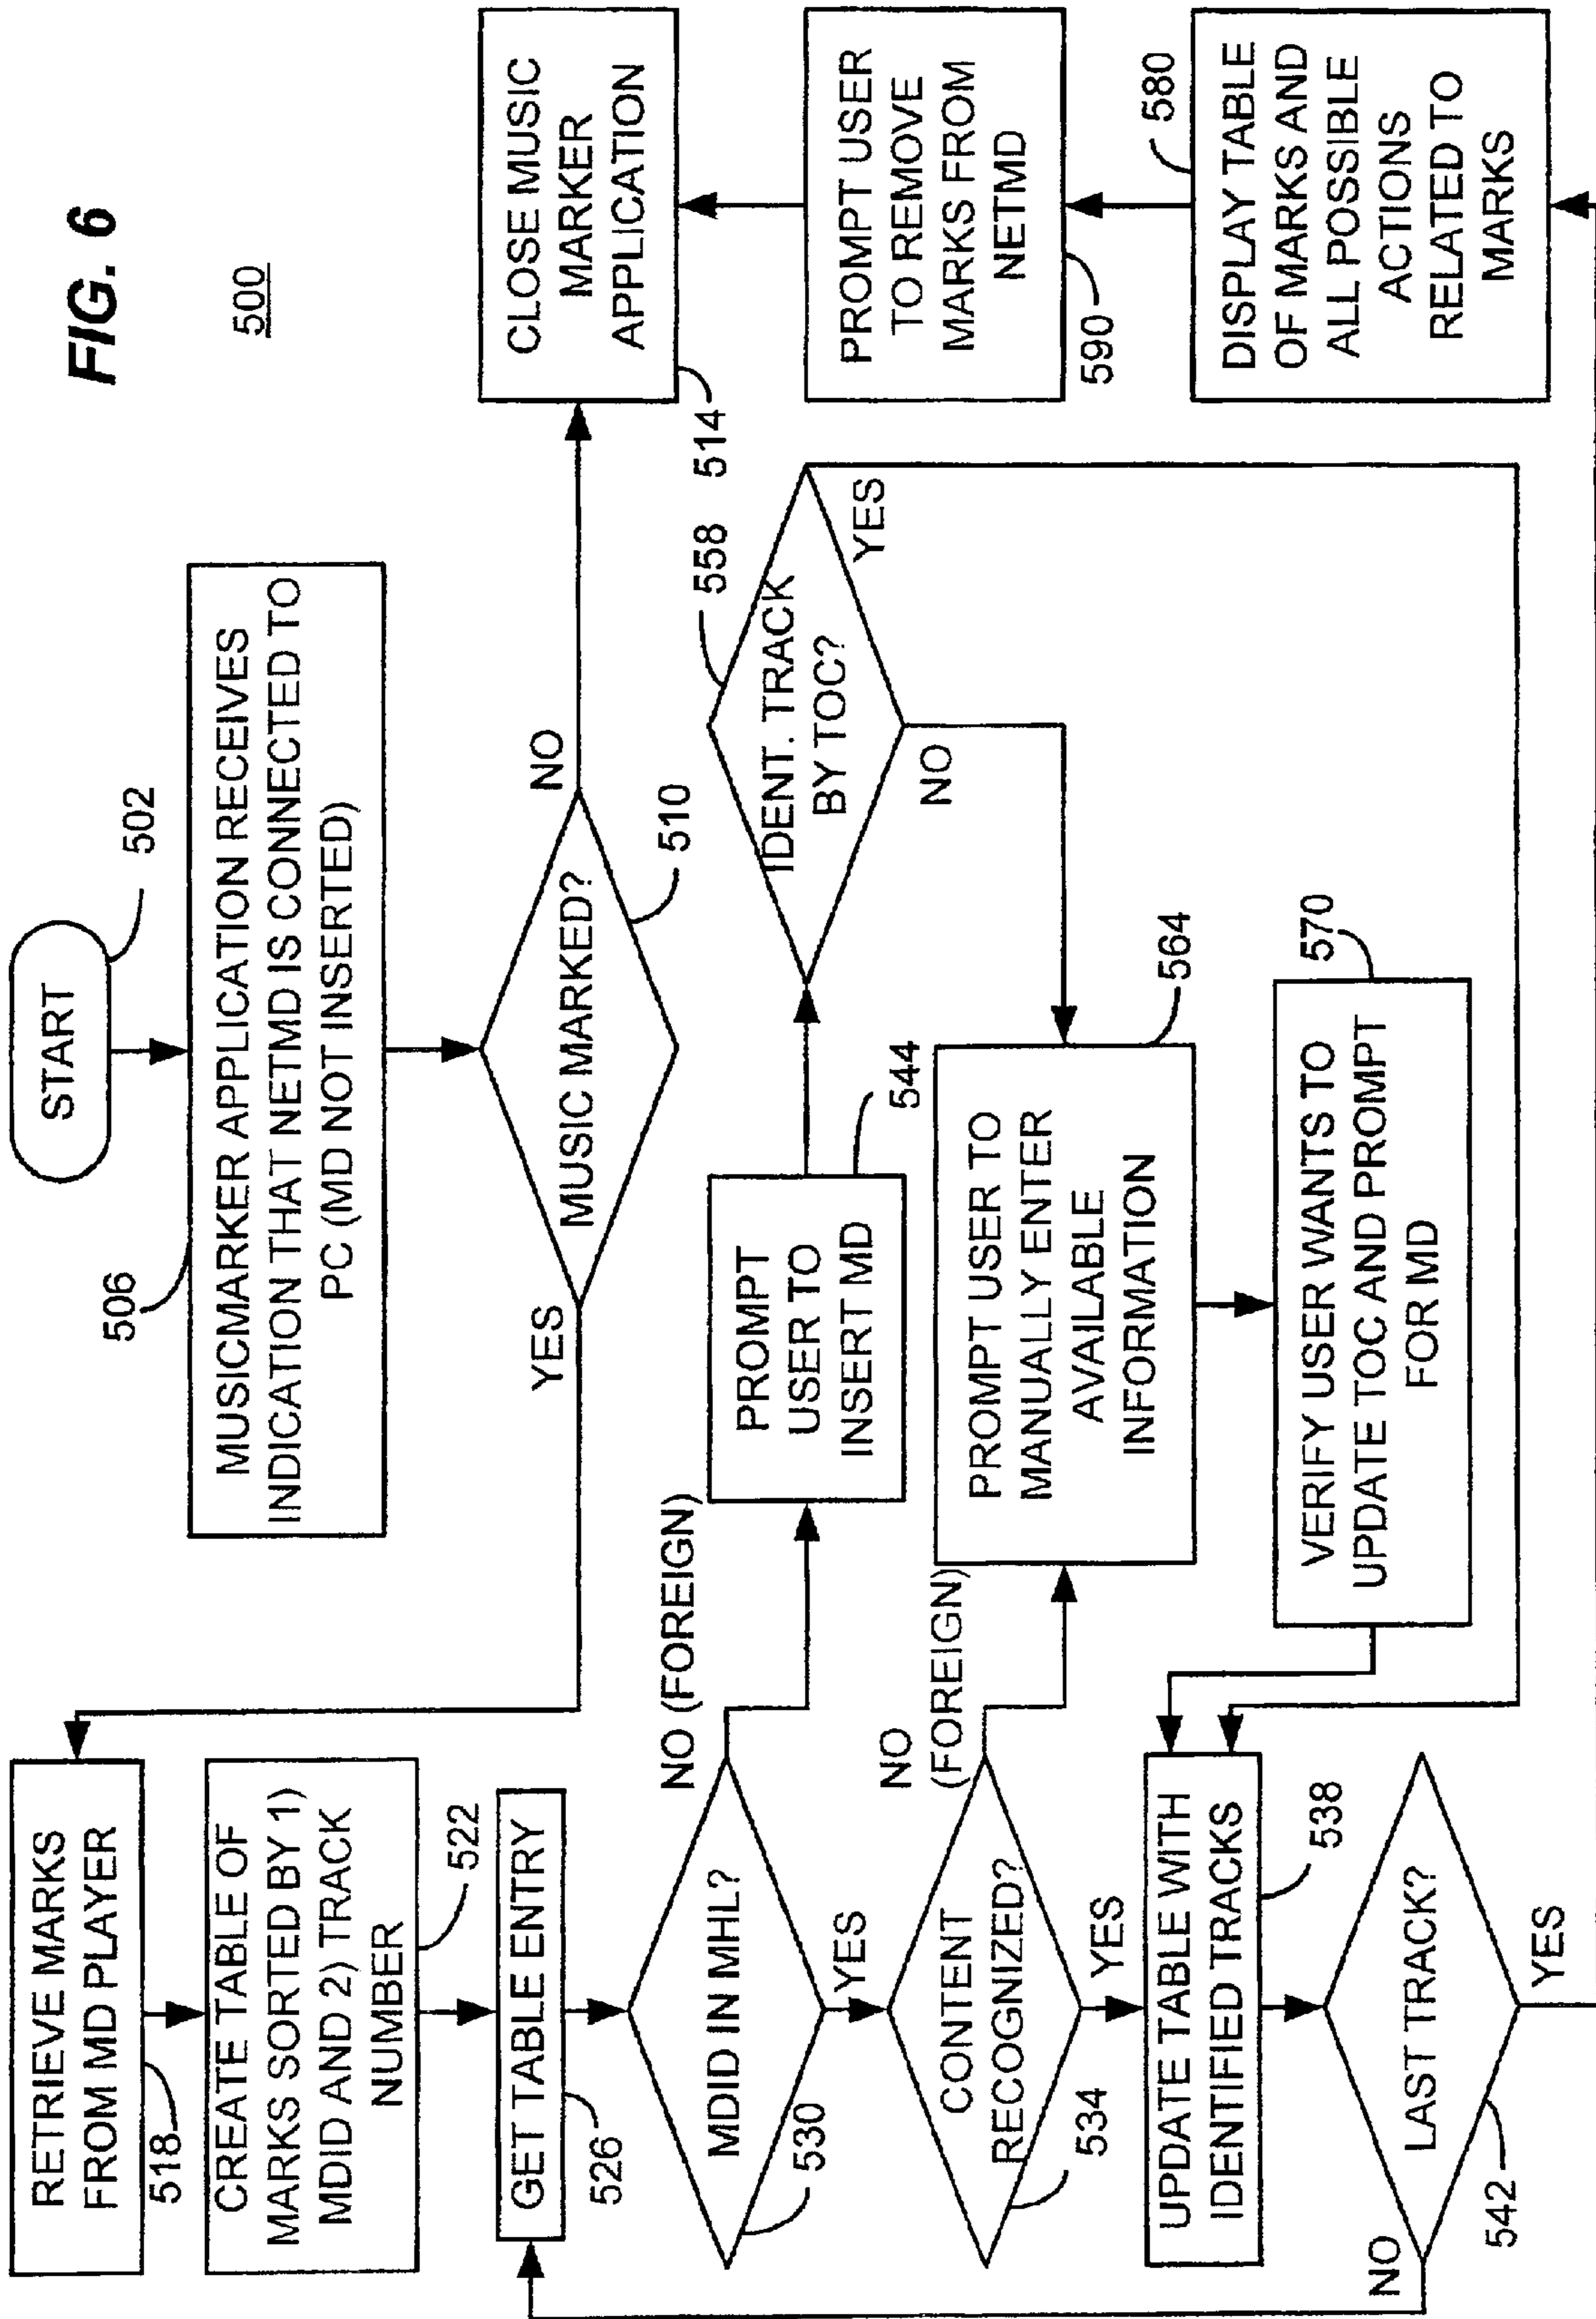 FIG. 6
500
START
502
506
MUSICMARKER APPLICATION RECEIVES
INDICATION THAT NETMD IS CONNECTED TO
PC (MD NOT INSERTED)
MUSIC MARKED?
510
NO
YES
CLOSE MUSIC
MARKER
APPLICATION
514
RETRIEVE MARKS
FROM MD PLAYER
518
CREATE TABLE OF
MARKS SORTED BY 1)
MDID AND 2) TRACK
NUMBER
522
GET TABLE ENTRY
526
MDID IN MHL?
530
NO (FOREIGN)
YES
PROMPT
USER TO
INSERT MD
544
IDENT. TRACK
BY TOC?
558
YES
NO
CONTENT
RECOGNIZED?
534
NO
(FOREIGN)
YES
PROMPT USER TO
MANUALLY ENTER
AVAILABLE
INFORMATION
564
VERIFY USER WANTS TO
UPDATE TOC AND PROMPT
FOR MD
570
UPDATE TABLE WITH
IDENTIFIED TRACKS
538
LAST TRACK?
542
NO
YES
DISPLAY TABLE
OF MARKS AND
ALL POSSIBLE
ACTIONS
RELATED TO
MARKS
580
PROMPT USER
TO REMOVE
MARKS FROM
NETMD
590